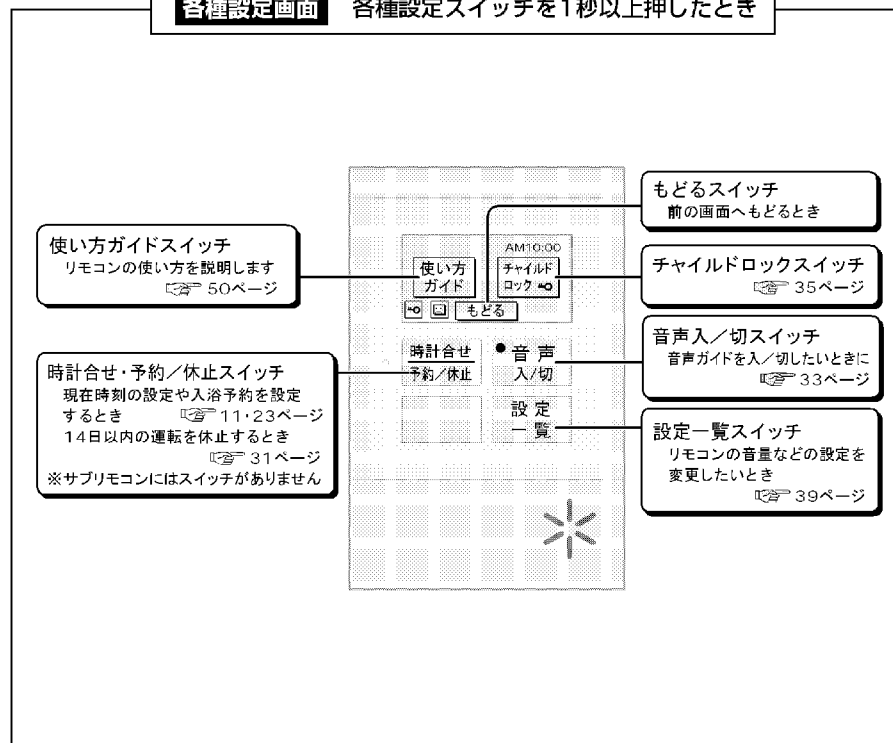 各種設定画面 各種設定スイッチを1秒以上押したとき
もどるスイッチ
前の画面へもどるとき
使い方ガイドスイッチ
リモコンの使い方を説明します
☞ 50ページ
チャイルドロックスイッチ
☞ 35ページ
音声入/切スイッチ
音声ガイドを入/切したいときに
☞ 33ページ
時計合せ・予約/休止スイッチ
現在時刻の設定や入浴予約を設定
するとき ☞ 11・23ページ
14日以内の運転を休止するとき
☞ 31ページ
※サブリモコンにはスイッチがありません
設定一覧スイッチ
リモコンの音量などの設定を
変更したいとき
☞ 39ページ
AM10:00
使い方
ガイド
チャイルド
ロック
もどる
時計合せ
予約/休止
音声
入/切
設定
一覧